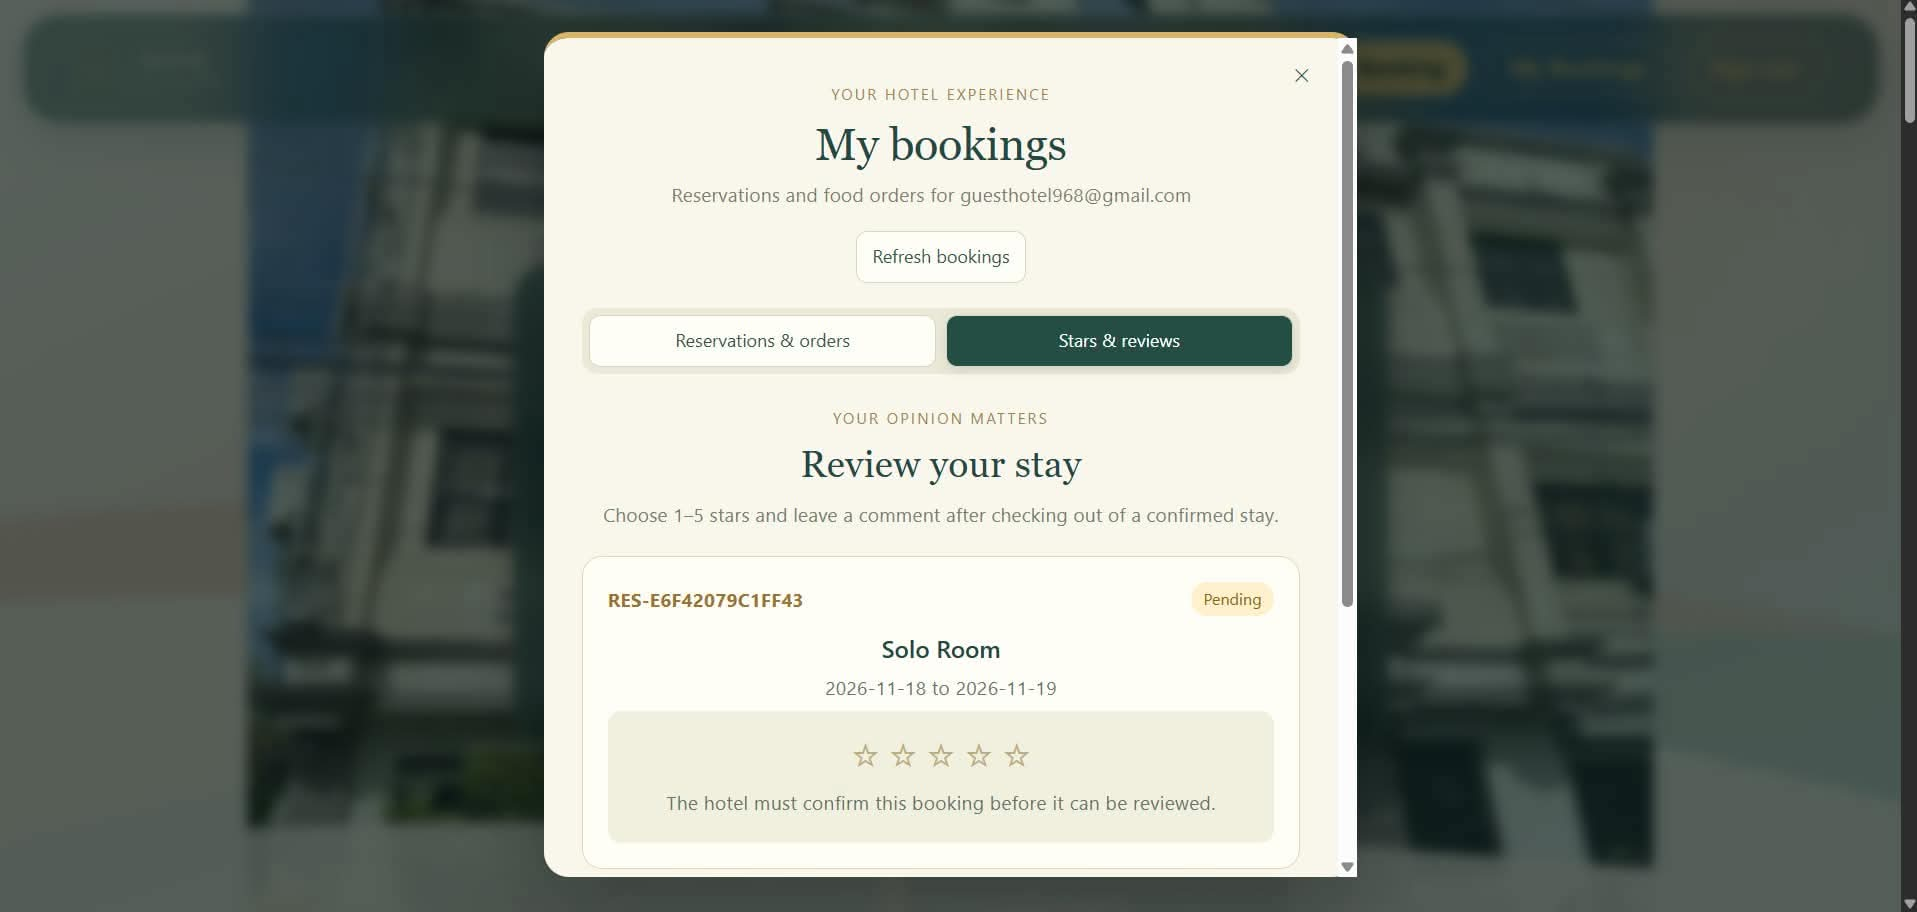 YOUR HOTEL EXPERIENCE
My bookings
Reservations and food orders for guesthotel968@gmail.com
Refresh bookings
Reservations & orders
Stars & reviews
YOUR OPINION MATTERS
Review your stay
Choose 1–5 stars and leave a comment after checking out of a confirmed stay.
RES-E6F42079C1FF43
Pending
Solo Room
2026-11-18 to 2026-11-19
The hotel must confirm this booking before it can be reviewed.